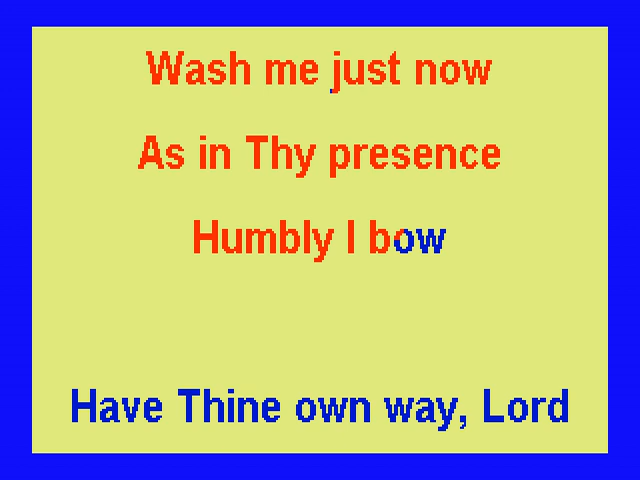 Wash me just now
As in Thy presence
Humbly I bow
Have Thine own way, Lord